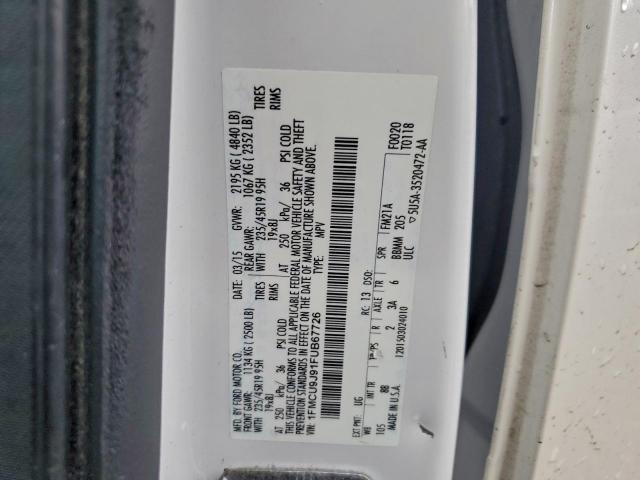 MFD. BY FORD MOTOR CO.
DATE: 03/15 GVWR: 2195 KG ( 4840 LB)
FRONT GAWR: 1134 KG ( 2500 LB) REAR GAWR: 1067 KG ( 2352 LB)
235/45R19 95H WITH 235/45R19 95H TIRES
19x8J RIMS 19x8J RIMS
AT 250 kPa/ 36 PSI COLD AT 250 kPa/ 36 PSI COLD
THIS VEHICLE CONFORMS TO ALL APPLICABLE FEDERAL MOTOR VEHICLE SAFETY AND THEFT
PREVENTION STANDARDS IN EFFECT ON THE DATE OF MANUFACTURE SHOWN ABOVE.
VIN: 1FMCU9J91FUB67726
TYPE: MPV
F0020
T0118
EXT PNT: UG RC: 13 DSO:
WB INT TR TP/PS R AXLE TR SPR FM21A
105 8B 2 3A 6 BBMM 205
MADE IN U.S.A. ULC
1201503024010
▽5U5A-3520472-AA